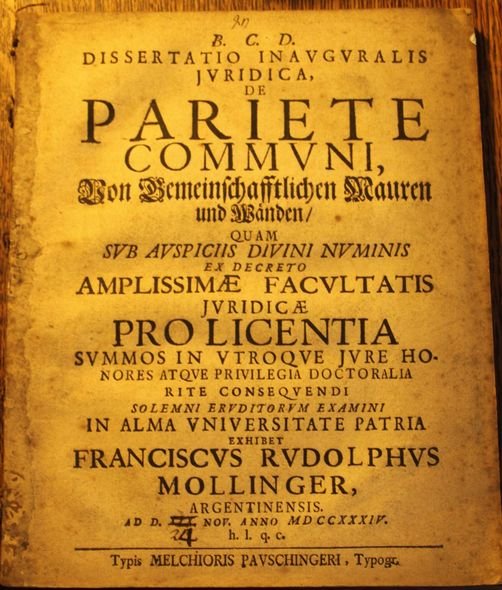 B. C. D.
DISSERTATIO INAVGVRALIS
JVRIDICA,
DE
PARIETE
COMMVNI,
Von Gemeinschafftlichen Mauren
und Wänden/
QUAM
SVB AVSPICIIS DIVINI NVMINIS
EX DECRETO
AMPLISSIMÆ FACVLTATIS
JVRIDICÆ
PRO LICENTIA
SVMMOS IN VTROQVE JVRE HO-
NORES ATQVE PRIVILEGIA DOCTORALIA
RITE CONSEQVENDI
SOLEMNI ERVDITORVM EXAMINI
IN ALMA VNIVERSITATE PATRIA
EXHIBET
FRANCISCVS RVDOLPHVS
MOLLINGER,
ARGENTINENSIS.
AD D. NOV. ANNO MDCCXXXIV.
h. l. q. c.
Typis MELCHIORIS PAVSCHINGERI, Typogr.